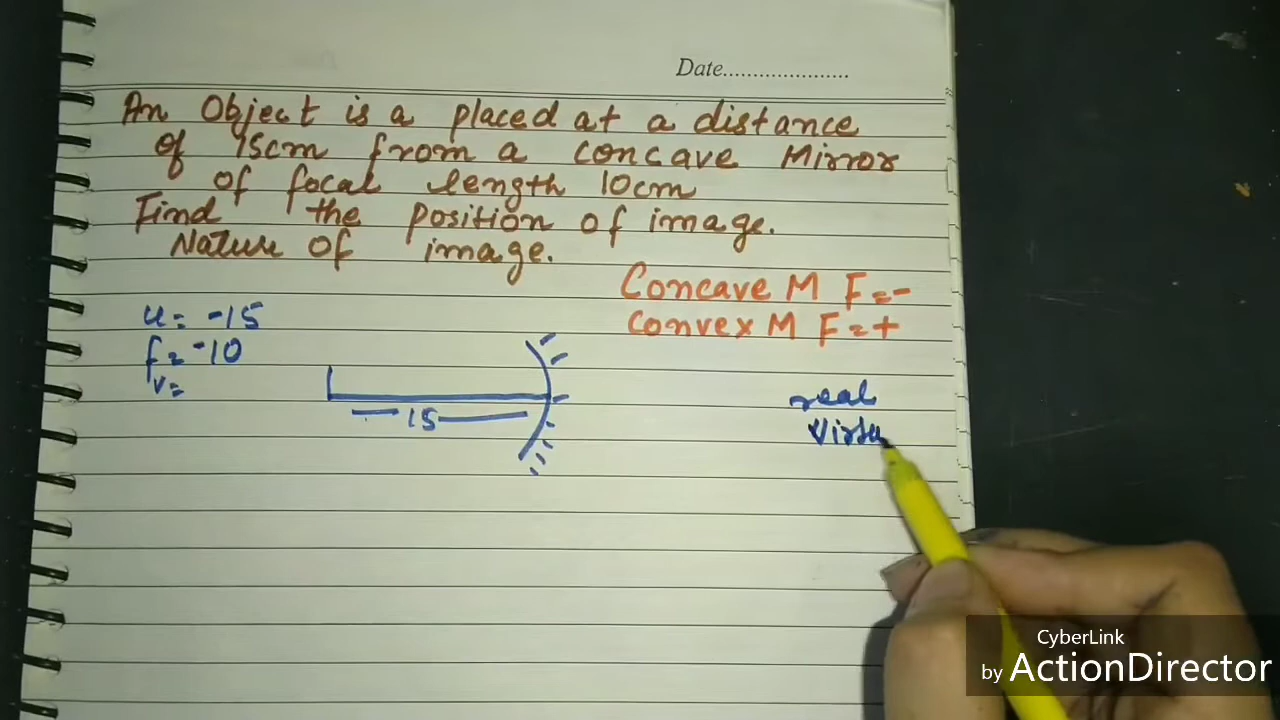 Date.....................
An Object is a placed at a distance
of 15cm from a concave Mirror
of focal length 10cm
Find the position of image.
Nature of image.
Concave M F=-
Convex M F=+
u= -15
f= -10
v=
15
real
Virtu
CyberLink
by ActionDirector